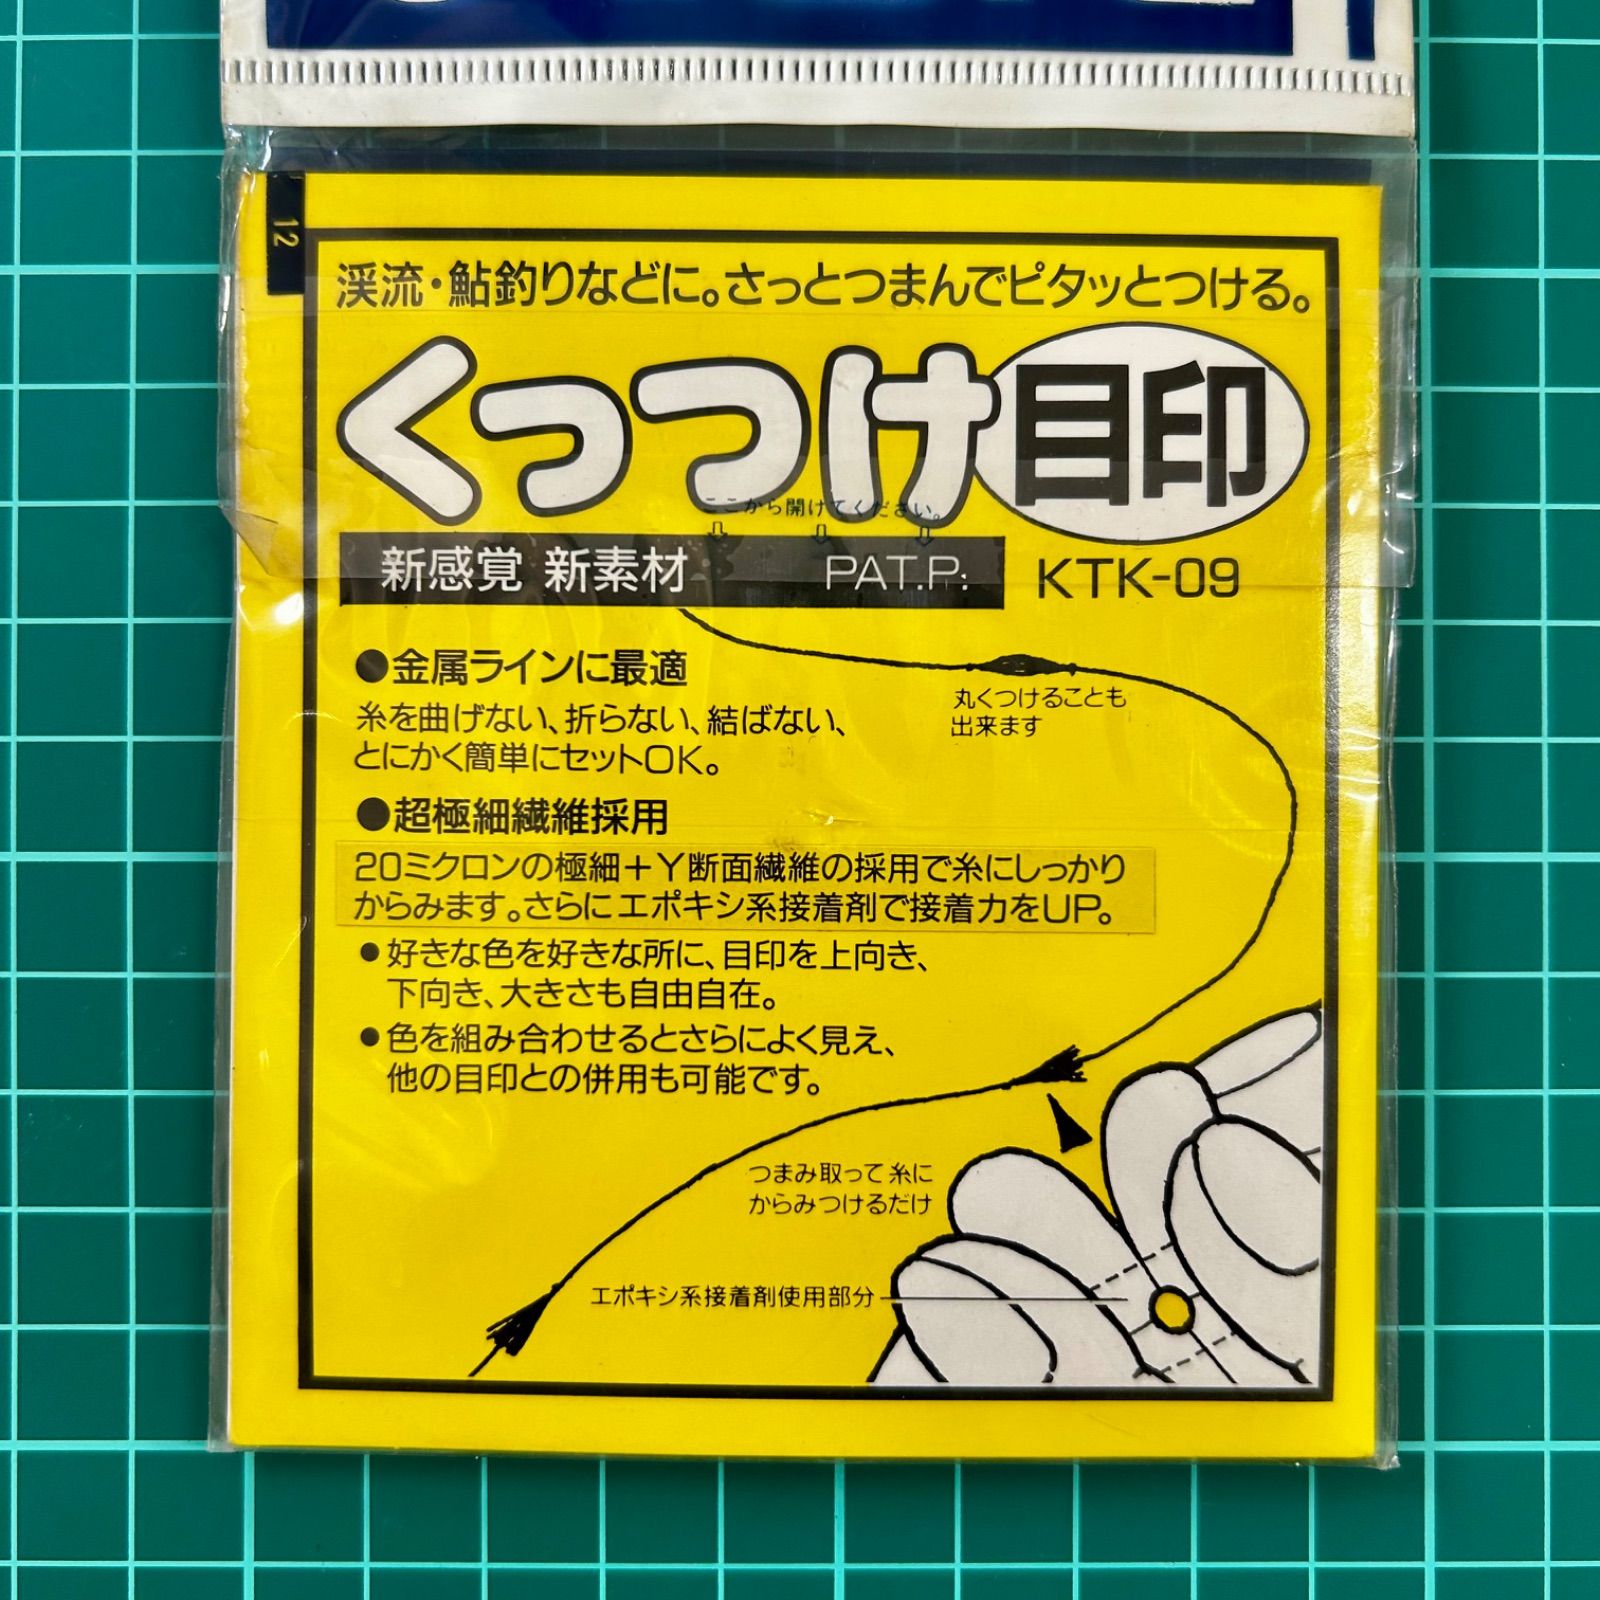 12
渓流・鮎釣りなどに。さっとつまんでピタッとつける。
くっつけ目印
ここから開けてください。
新感覚 新素材 PAT.P. KTK-09
●金属ラインに最適
糸を曲げない、折らない、結ばない、
とにかく簡単にセットOK。
丸くつけることも
出来ます
●超極細繊維採用
20ミクロンの極細+Y断面繊維の採用で糸にしっかり
からみます。さらにエポキシ系接着剤で接着力をUP。
●好きな色を好きな所に、目印を上向き、
下向き、大きさも自由自在。
●色を組み合わせるとさらによく見え、
他の目印との併用も可能です。
つまみ取って糸に
からみつけるだけ
エポキシ系接着剤使用部分